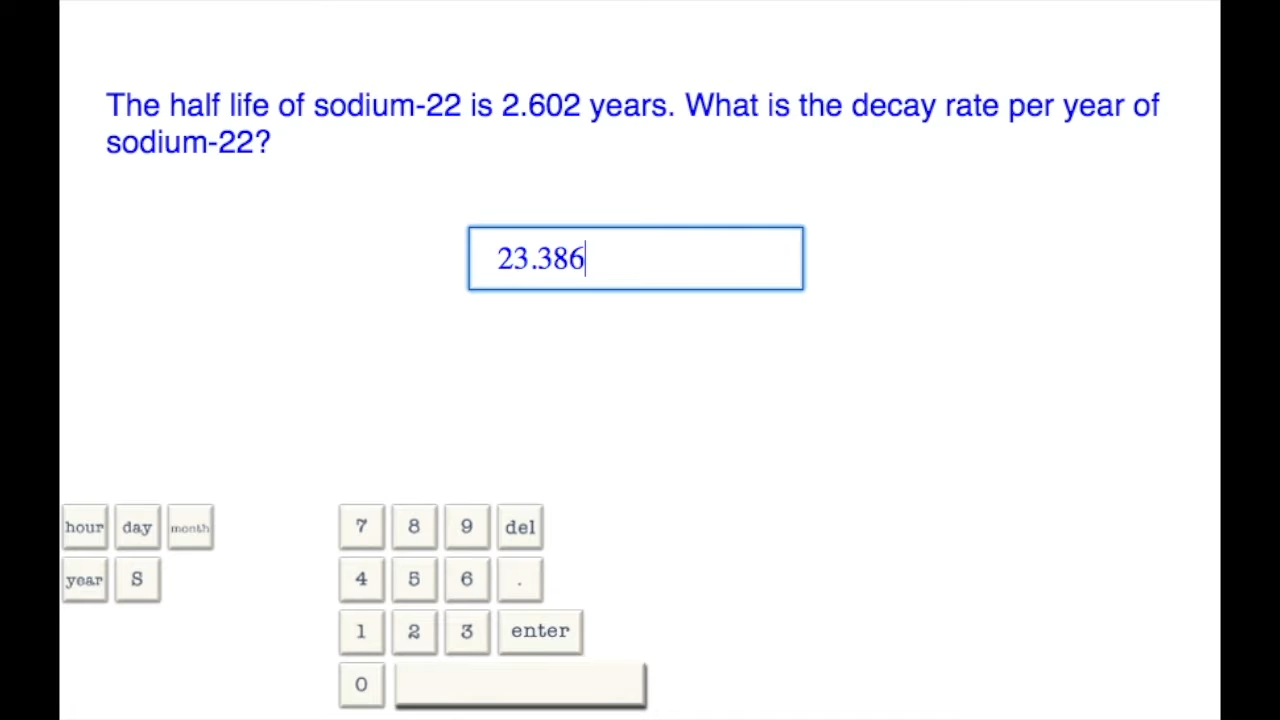 The half life of sodium-22 is 2.602 years. What is the decay rate per year of
sodium-22?
23.386
hour day month 7 8 9 del
year S 4 5 6 .
1 2 3 enter
0